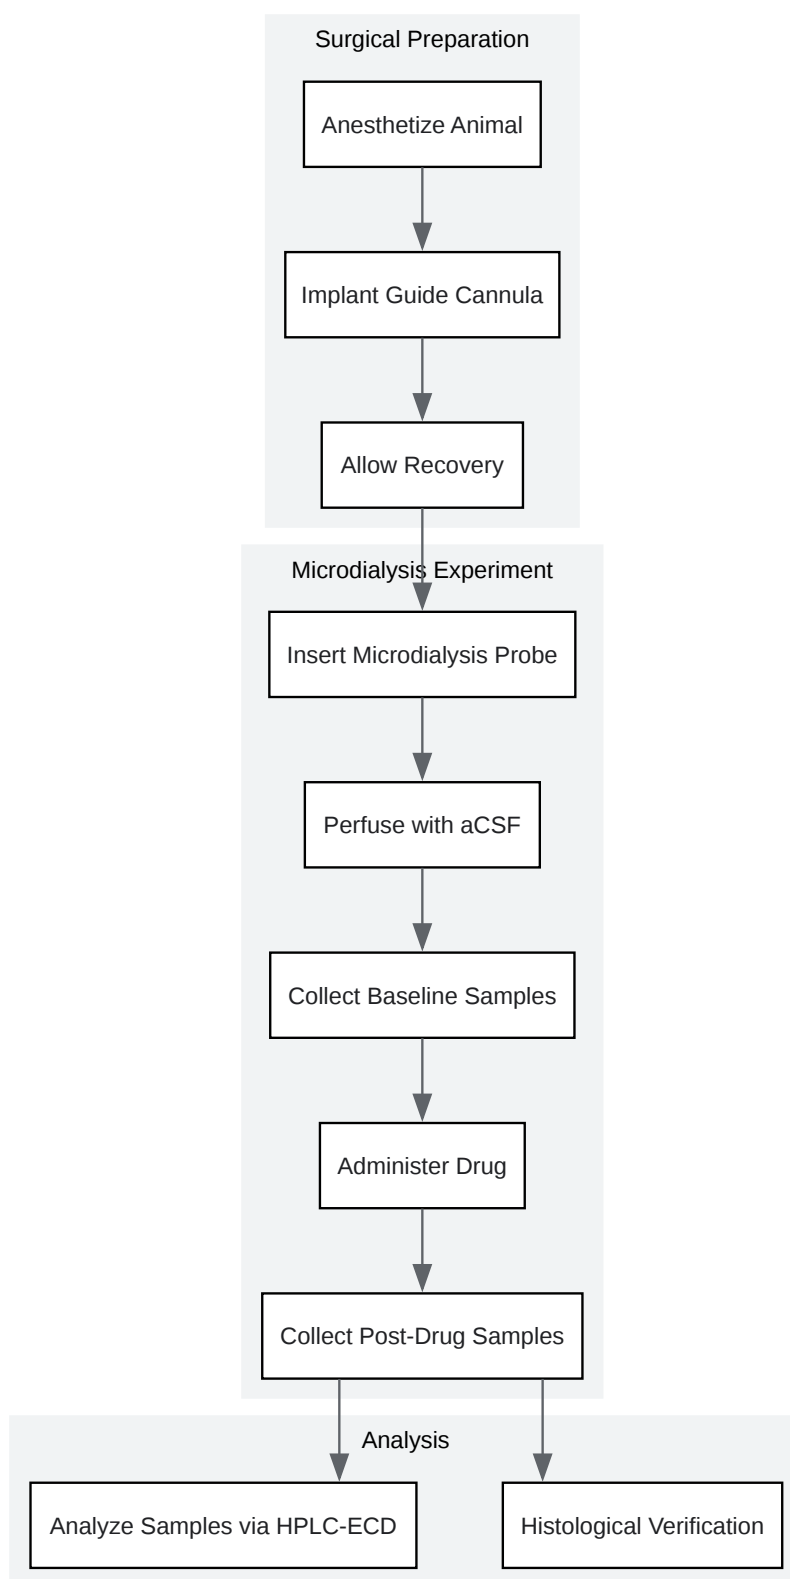 Surgical Preparation
Anesthetize Animal
Implant Guide Cannula
Allow Recovery
Microdialysis Experiment
Insert Microdialysis Probe
Perfuse with aCSF
Collect Baseline Samples
Administer Drug
Collect Post-Drug Samples
Analysis
Analyze Samples via HPLC-ECD
Histological Verification